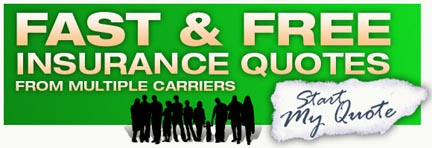 FAST & FREE
INSURANCE QUOTES
FROM MULTIPLE CARRIERS
Start
My Quote